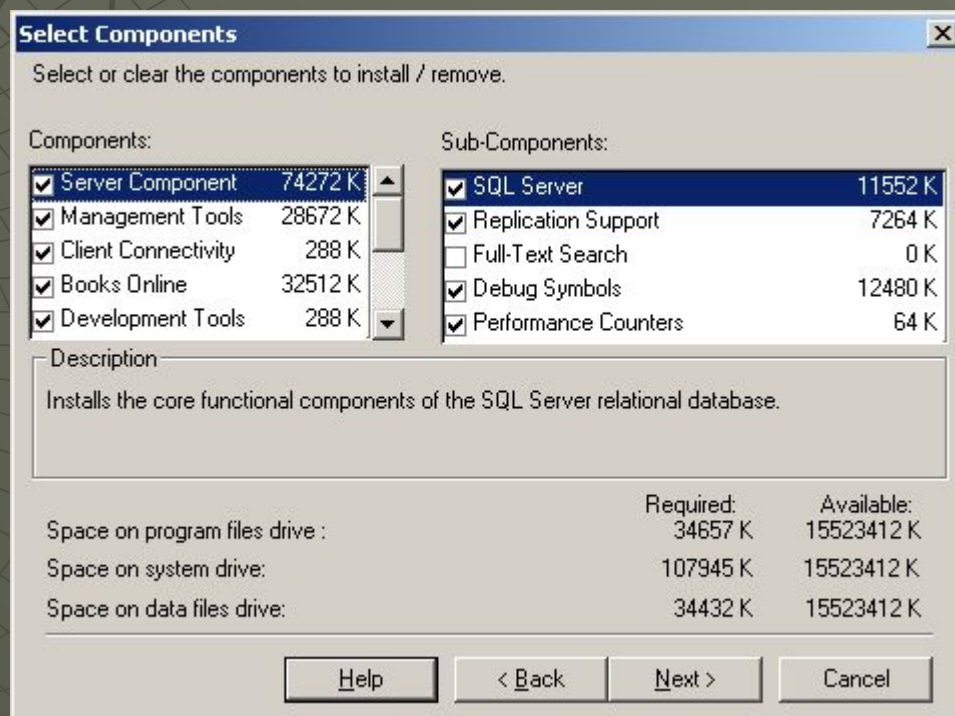 Select Components
Select or clear the components to install / remove.
Components:
Sub-Components:
Server Component 74272 K
Management Tools 28672 K
Client Connectivity 288 K
Books Online 32512 K
Development Tools 288 K
SQL Server 11552 K
Replication Support 7264 K
Full-Text Search 0 K
Debug Symbols 12480 K
Performance Counters 64 K
Description
Installs the core functional components of the SQL Server relational database.
Required: Available:
Space on program files drive : 34657 K 15523412 K
Space on system drive: 107945 K 15523412 K
Space on data files drive: 34432 K 15523412 K
Help < Back Next > Cancel